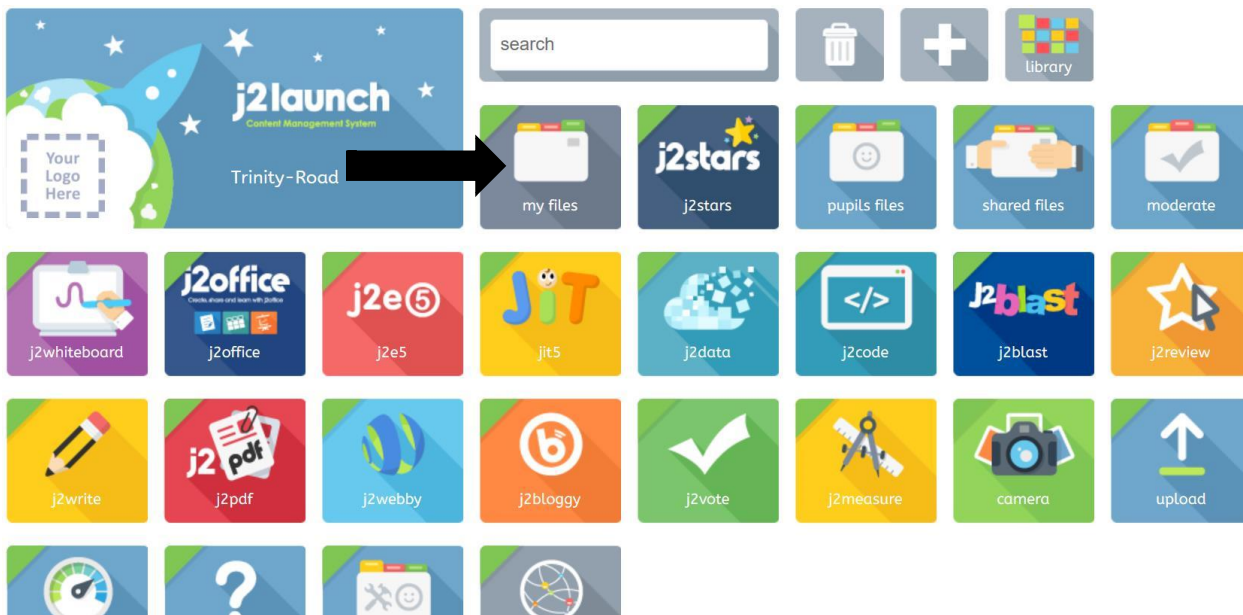 search
library
j2launch
Content Management System
Your
Logo
Here
Trinity-Road
my files
j2stars
j2stars
pupils files
shared files
moderate
j2office
Create, share and learn with j2office
j2whiteboard
j2office
j2e5
j2e5
JiT
jit5
j2data
</>
j2code
J2blast
j2blast
j2review
j2write
j2 pdf
j2pdf
j2webby
b
j2bloggy
j2vote
j2measure
camera
upload
?